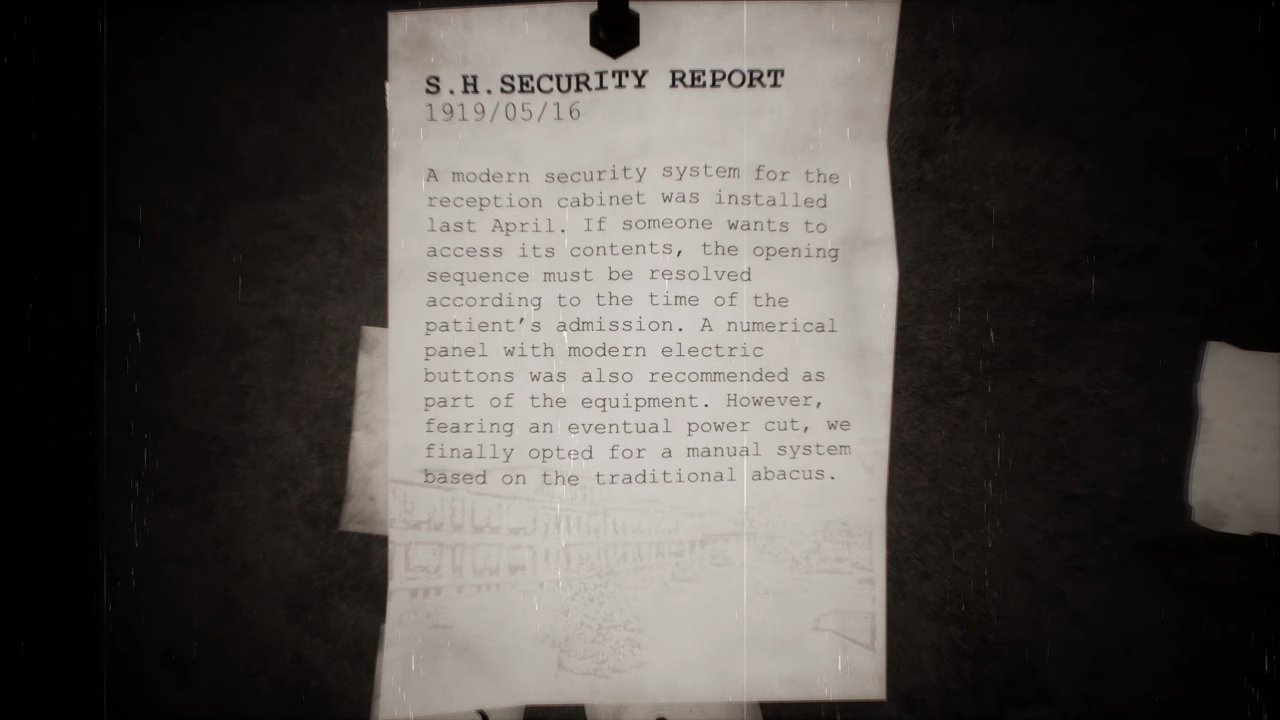 S.H.SECURITY REPORT
1919/05/16
A modern security system for the
reception cabinet was installed
last April. If someone wants to
access its contents, the opening
sequence must be resolved
according to the time of the
patient's admission. A numerical
panel with modern electric
buttons was also recommended as
part of the equipment. However,
fearing an eventual power cut, we
finally opted for a manual system
based on the traditional abacus.